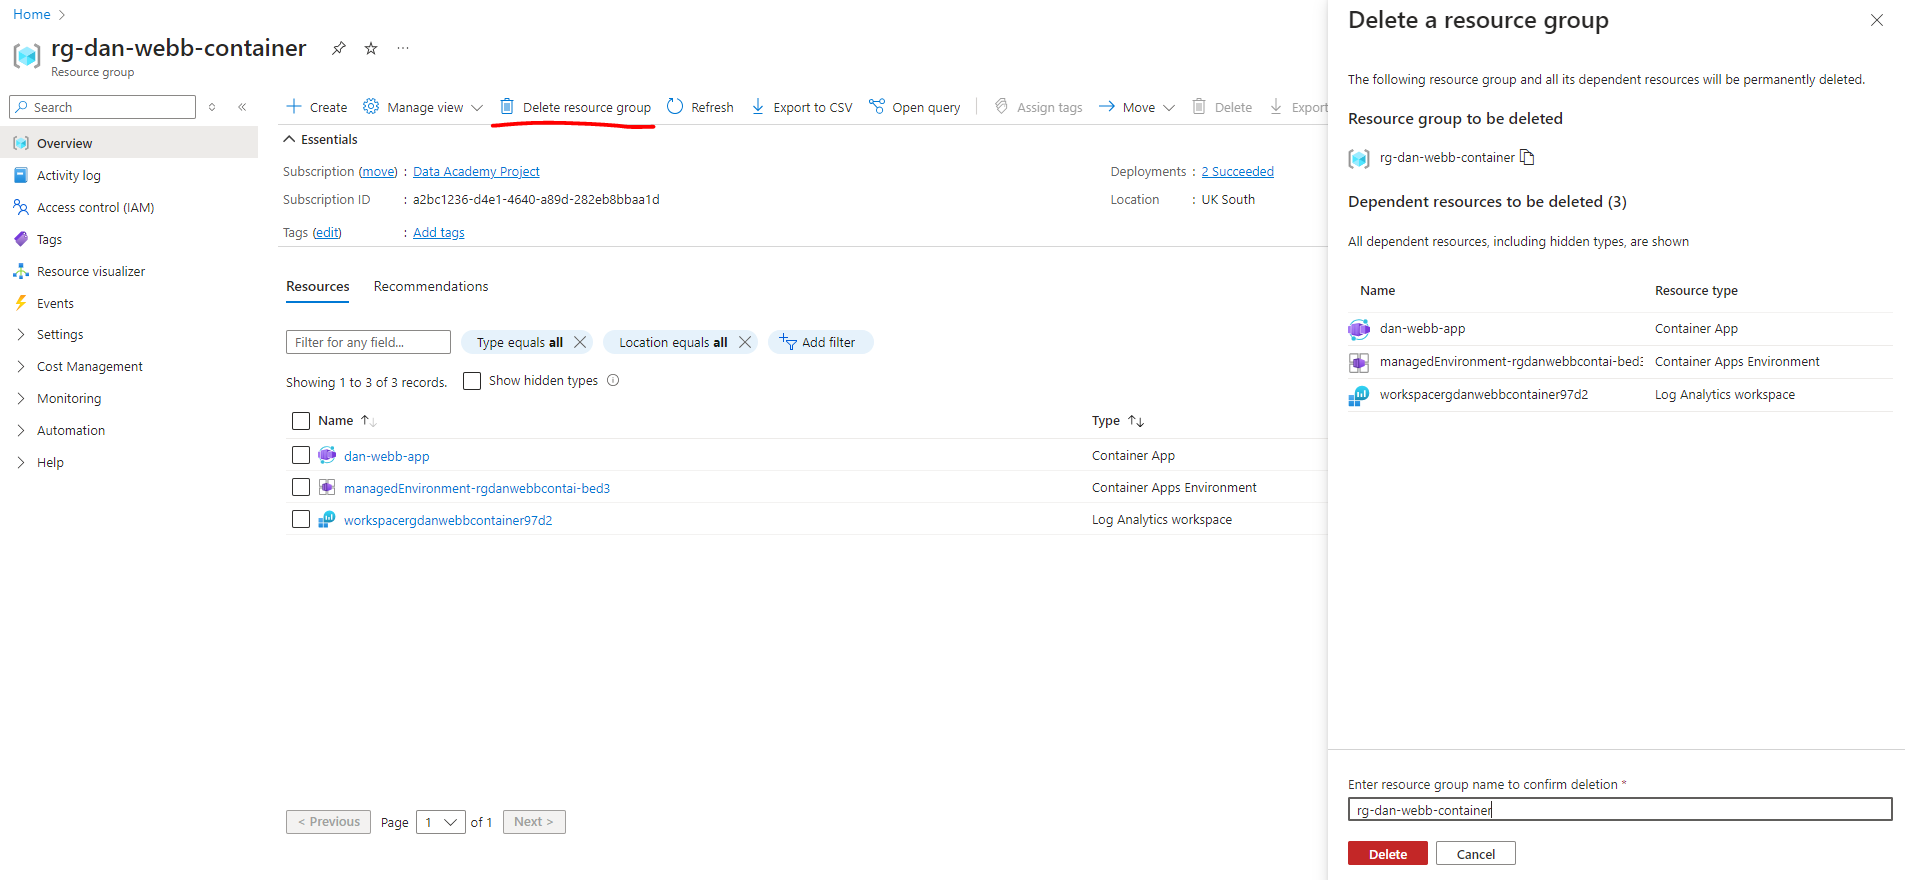 Home
rg-dan-webb-container
Resource group
Search
Overview
Activity log
Access control (IAM)
Tags
Resource visualizer
Events
Settings
Cost Management
Monitoring
Automation
Help
Create Manage view Delete resource group Refresh Export to CSV Open query Assign tags Move Delete Export
Essentials
Subscription (move) : Data Academy Project
Subscription ID : a2bc1236-d4e1-4640-a89d-282eb8bbaa1d
Tags (edit) : Add tags
Deployments : 2 Succeeded
Location : UK South
Resources Recommendations
Filter for any field... Type equals all Location equals all Add filter
Showing 1 to 3 of 3 records. Show hidden types
Name Type
dan-webb-app Container App
managedEnvironment-rgdanwebbcontai-bed3 Container Apps Environment
workspacergdanwebbcontainer97d2 Log Analytics workspace
< Previous Page 1 of 1 Next >
Delete a resource group
The following resource group and all its dependent resources will be permanently deleted.
Resource group to be deleted
rg-dan-webb-container
Dependent resources to be deleted (3)
All dependent resources, including hidden types, are shown
Name Resource type
dan-webb-app Container App
managedEnvironment-rgdanwebbcontai-bed3 Container Apps Environment
workspacergdanwebbcontainer97d2 Log Analytics workspace
Enter resource group name to confirm deletion *
rg-dan-webb-container
Delete Cancel